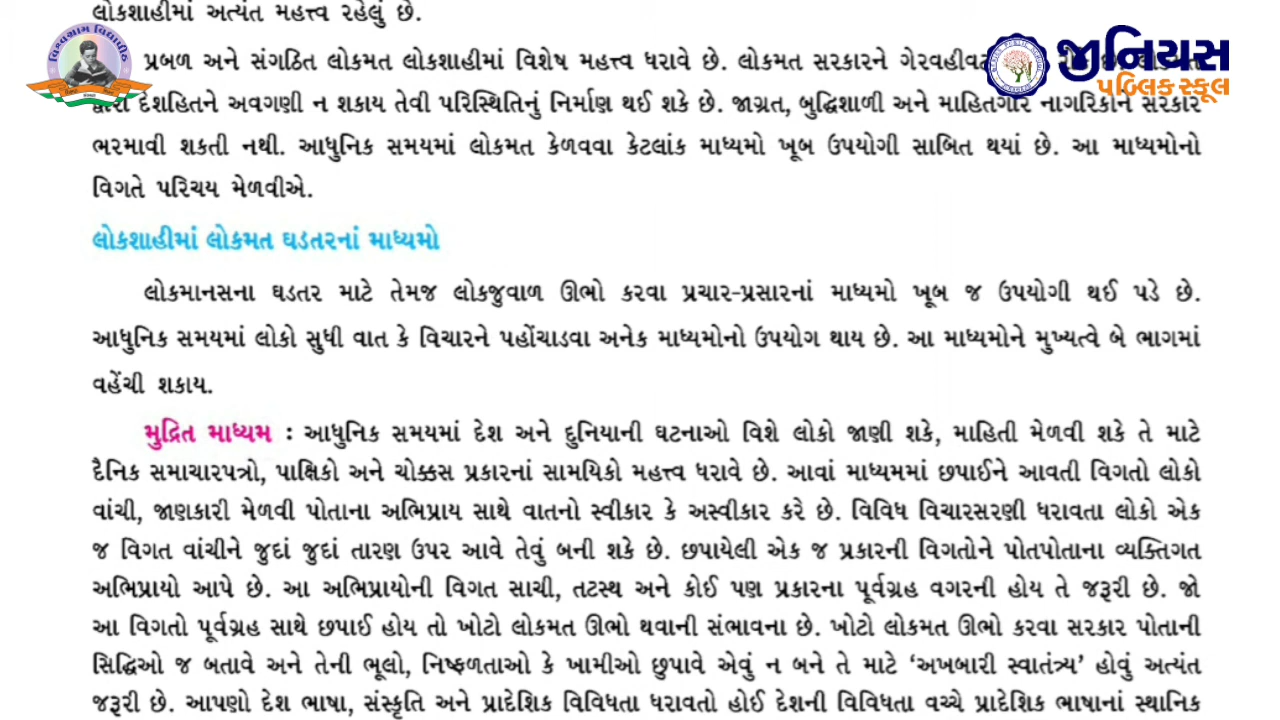 લોકશાહીમાં અત્યંત મહત્ત્વ રહેલું છે.
પ્રબળ અને સંગઠિત લોકમત લોકશાહીમાં વિશેષ મહત્ત્વ ધરાવે છે. લોકમત સરકારને
દેશહિતને અવગણી ન શકાય તેવી પરિસ્થિતિનું નિર્માણ થઈ શકે છે. જાગ્રત, બુદ્ધિશાળી અને માહિતગાર નાગરિકોને સરકાર
ભરમાવી શકતી નથી. આધુનિક સમયમાં લોકમત કેળવવા કેટલાંક માધ્યમો ખૂબ ઉપયોગી સાબિત થયાં છે. આ માધ્યમોનો
વિગતે પરિચય મેળવીએ.
લોકશાહીમાં લોકમત ઘડતરનાં માધ્યમો
લોકમાનસના ઘડતર માટે તેમજ લોકજુવાળ ઊભો કરવા પ્રચાર-પ્રસારનાં માધ્યમો ખૂબ જ ઉપયોગી થઈ પડે છે.
આધુનિક સમયમાં લોકો સુધી વાત કે વિચારને પહોંચાડવા અનેક માધ્યમોનો ઉપયોગ થાય છે. આ માધ્યમોને મુખ્યત્વે બે ભાગમાં
વહેંચી શકાય.
મુદ્રિત માધ્યમ : આધુનિક સમયમાં દેશ અને દુનિયાની ઘટનાઓ વિશે લોકો જાણી શકે, માહિતી મેળવી શકે તે માટે
દૈનિક સમાચારપત્રો, પાક્ષિકો અને ચોક્કસ પ્રકારનાં સામયિકો મહત્ત્વ ધરાવે છે. આવાં માધ્યમમાં છપાઈને આવતી વિગતો લોકો
વાંચી, જાણકારી મેળવી પોતાના અભિપ્રાય સાથે વાતનો સ્વીકાર કે અસ્વીકાર કરે છે. વિવિધ વિચારસરણી ધરાવતા લોકો એક
જ વિગત વાંચીને જુદાં જુદાં તારણ ઉપર આવે તેવું બની શકે છે. છપાયેલી એક જ પ્રકારની વિગતોને પોતપોતાના વ્યક્તિગત
અભિપ્રાયો આપે છે. આ અભિપ્રાયોની વિગત સાચી, તટસ્થ અને કોઈ પણ પ્રકારના પૂર્વગ્રહ વગરની હોય તે જરૂરી છે. જો
આ વિગતો પૂર્વગ્રહ સાથે છપાઈ હોય તો ખોટો લોકમત ઊભો થવાની સંભાવના છે. ખોટો લોકમત ઊભો કરવા સરકાર પોતાની
સિદ્ધિઓ જ બતાવે અને તેની ભૂલો, નિષ્ફળતાઓ કે ખામીઓ છુપાવે એવું ન બને તે માટે ‘અખબારી સ્વાતંત્ર્ય’ હોવું અત્યંત
જરૂરી છે. આપણો દેશ ભાષા, સંસ્કૃતિ અને પ્રાદેશિક વિવિધતા ધરાવતો હોઈ દેશની વિવિધતા વચ્ચે પ્રાદેશિક ભાષાનાં સ્થાનિક
વિશ્વગ્રામ વિદ્યાપીઠ
જીનિયસ
પબ્લિક સ્કૂલ